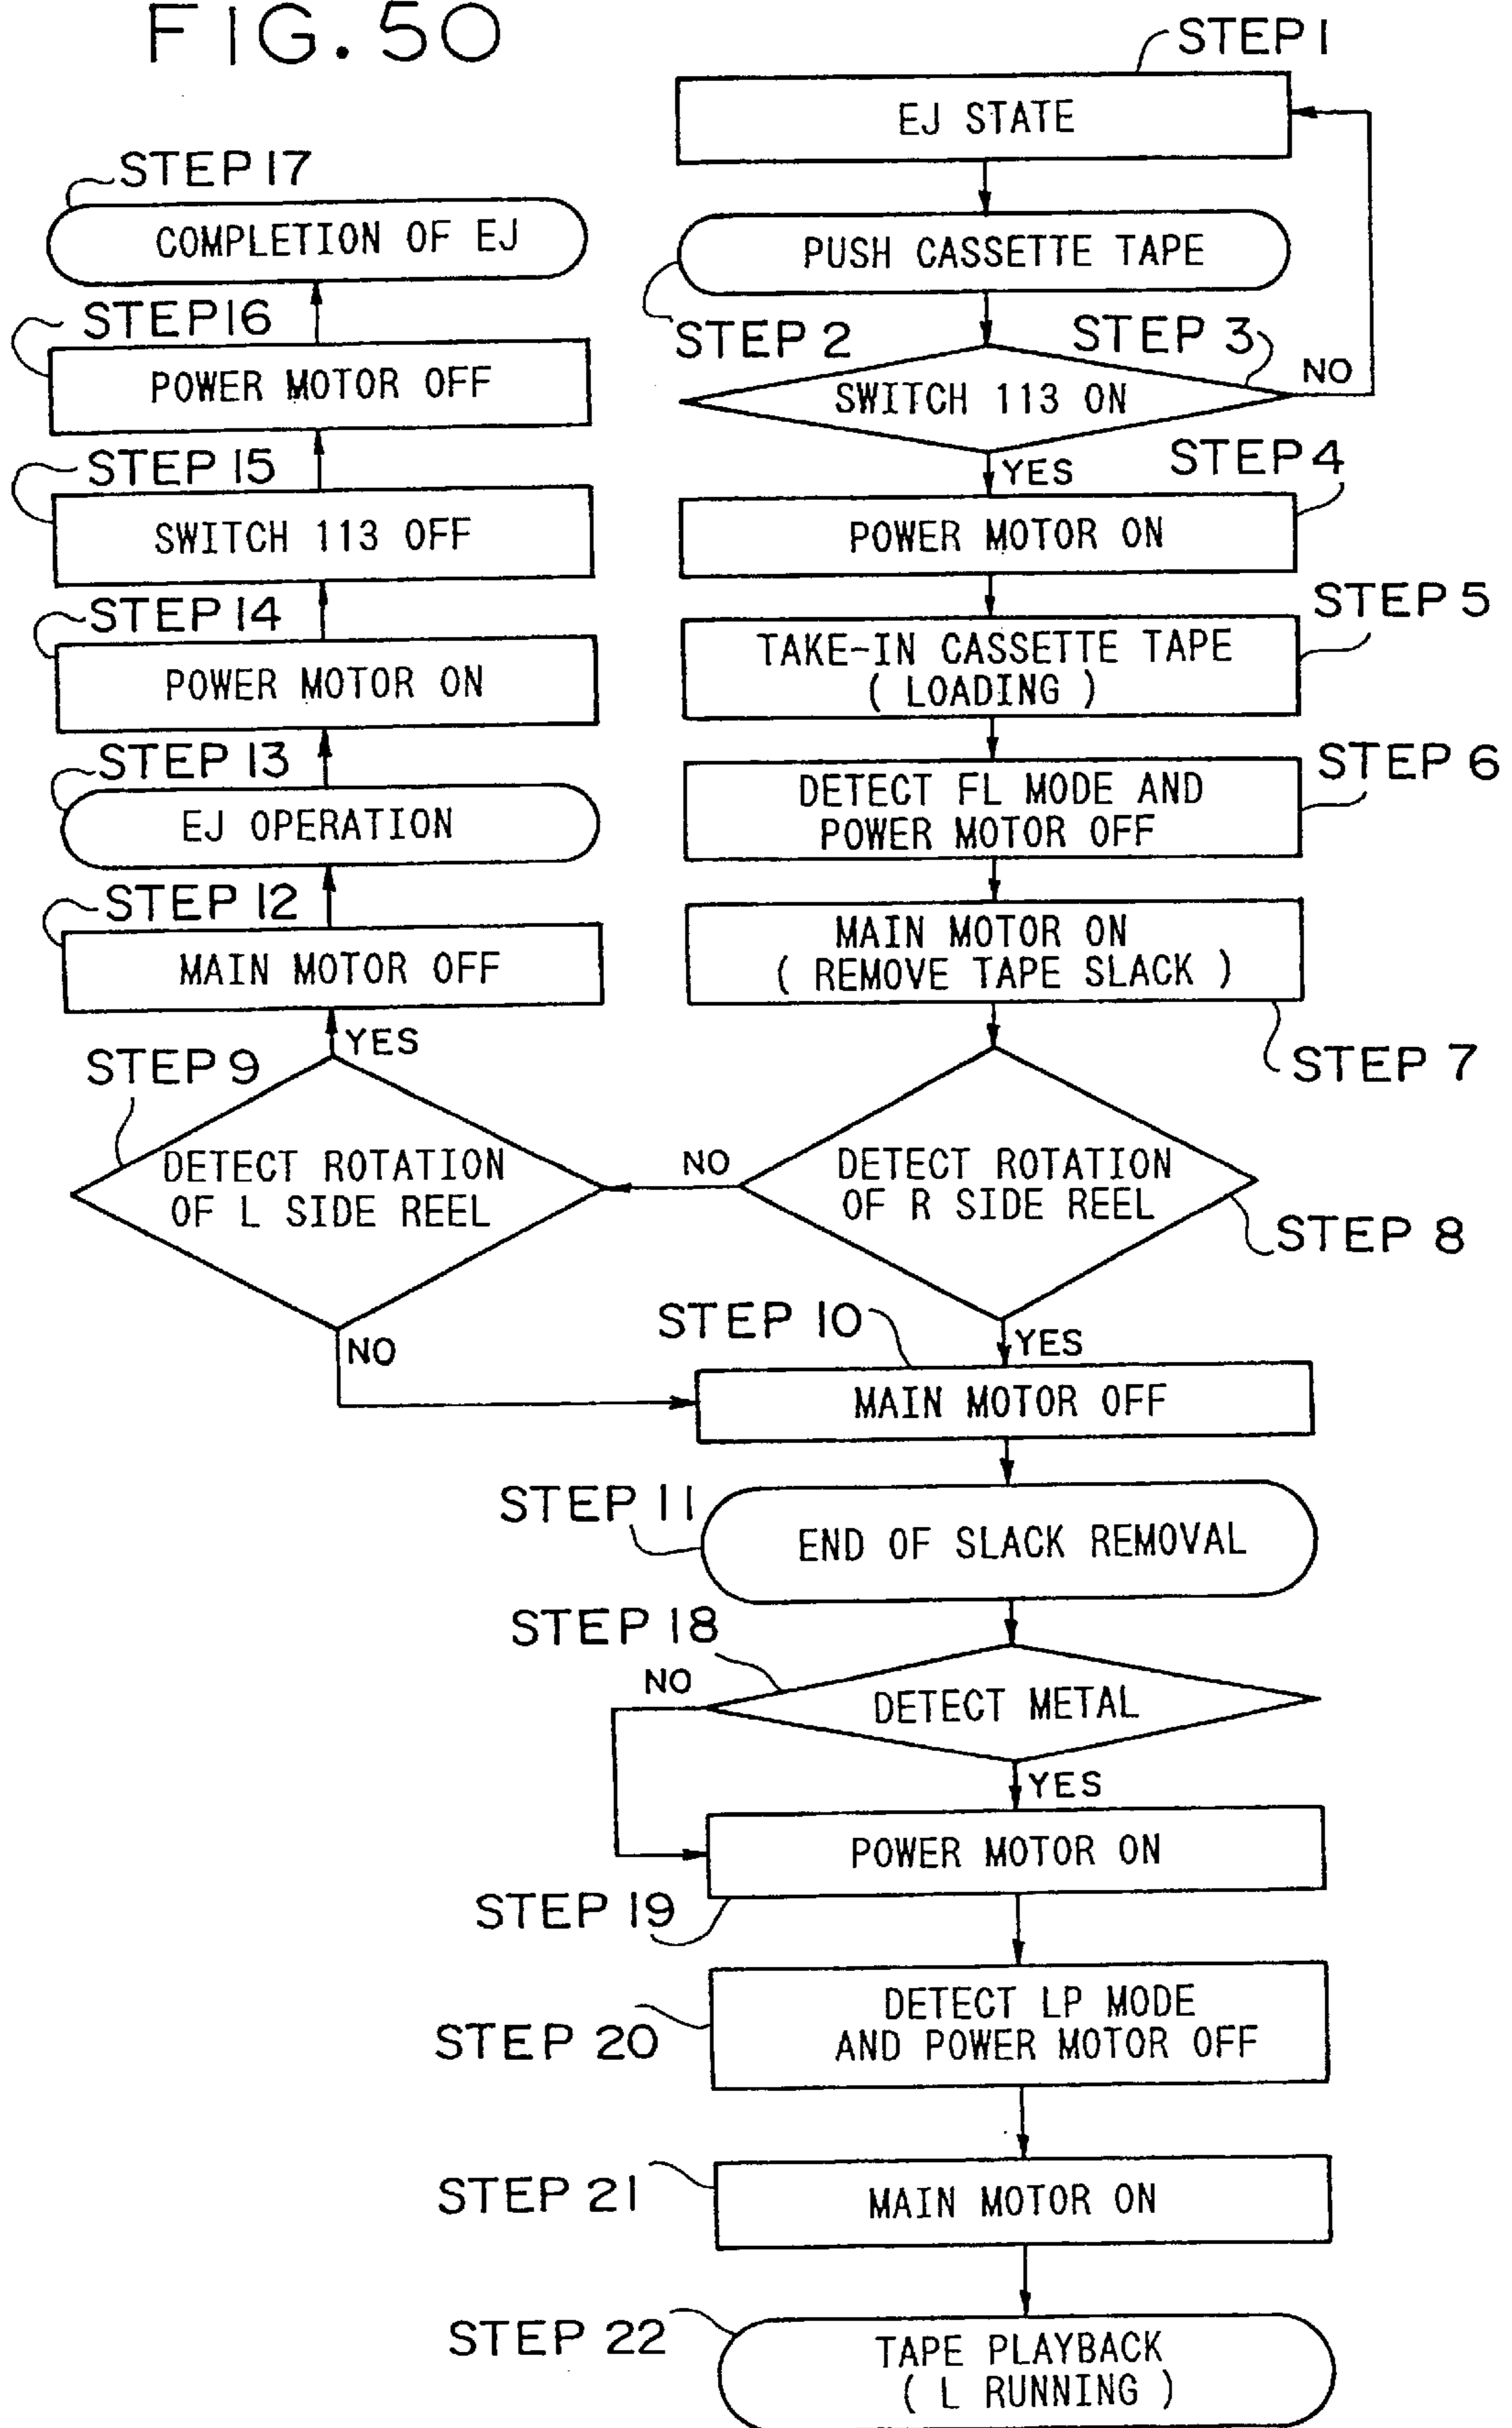 FIG. 50
STEP 1
EJ STATE
PUSH CASSETTE TAPE
STEP 2
STEP 3
SWITCH 113 ON
NO
YES
STEP 4
POWER MOTOR ON
STEP 5
TAKE-IN CASSETTE TAPE
( LOADING )
STEP 6
DETECT FL MODE AND
POWER MOTOR OFF
MAIN MOTOR ON
( REMOVE TAPE SLACK )
STEP 7
DETECT ROTATION
OF R SIDE REEL
STEP 8
NO
YES
STEP 9
DETECT ROTATION
OF L SIDE REEL
YES
NO
STEP 10
MAIN MOTOR OFF
STEP 11
END OF SLACK REMOVAL
STEP 12
MAIN MOTOR OFF
STEP 13
EJ OPERATION
STEP 14
POWER MOTOR ON
STEP 15
SWITCH 113 OFF
STEP 16
POWER MOTOR OFF
STEP 17
COMPLETION OF EJ
STEP 18
NO
DETECT METAL
YES
POWER MOTOR ON
STEP 19
DETECT LP MODE
AND POWER MOTOR OFF
STEP 20
STEP 21
MAIN MOTOR ON
STEP 22
TAPE PLAYBACK
( L RUNNING )